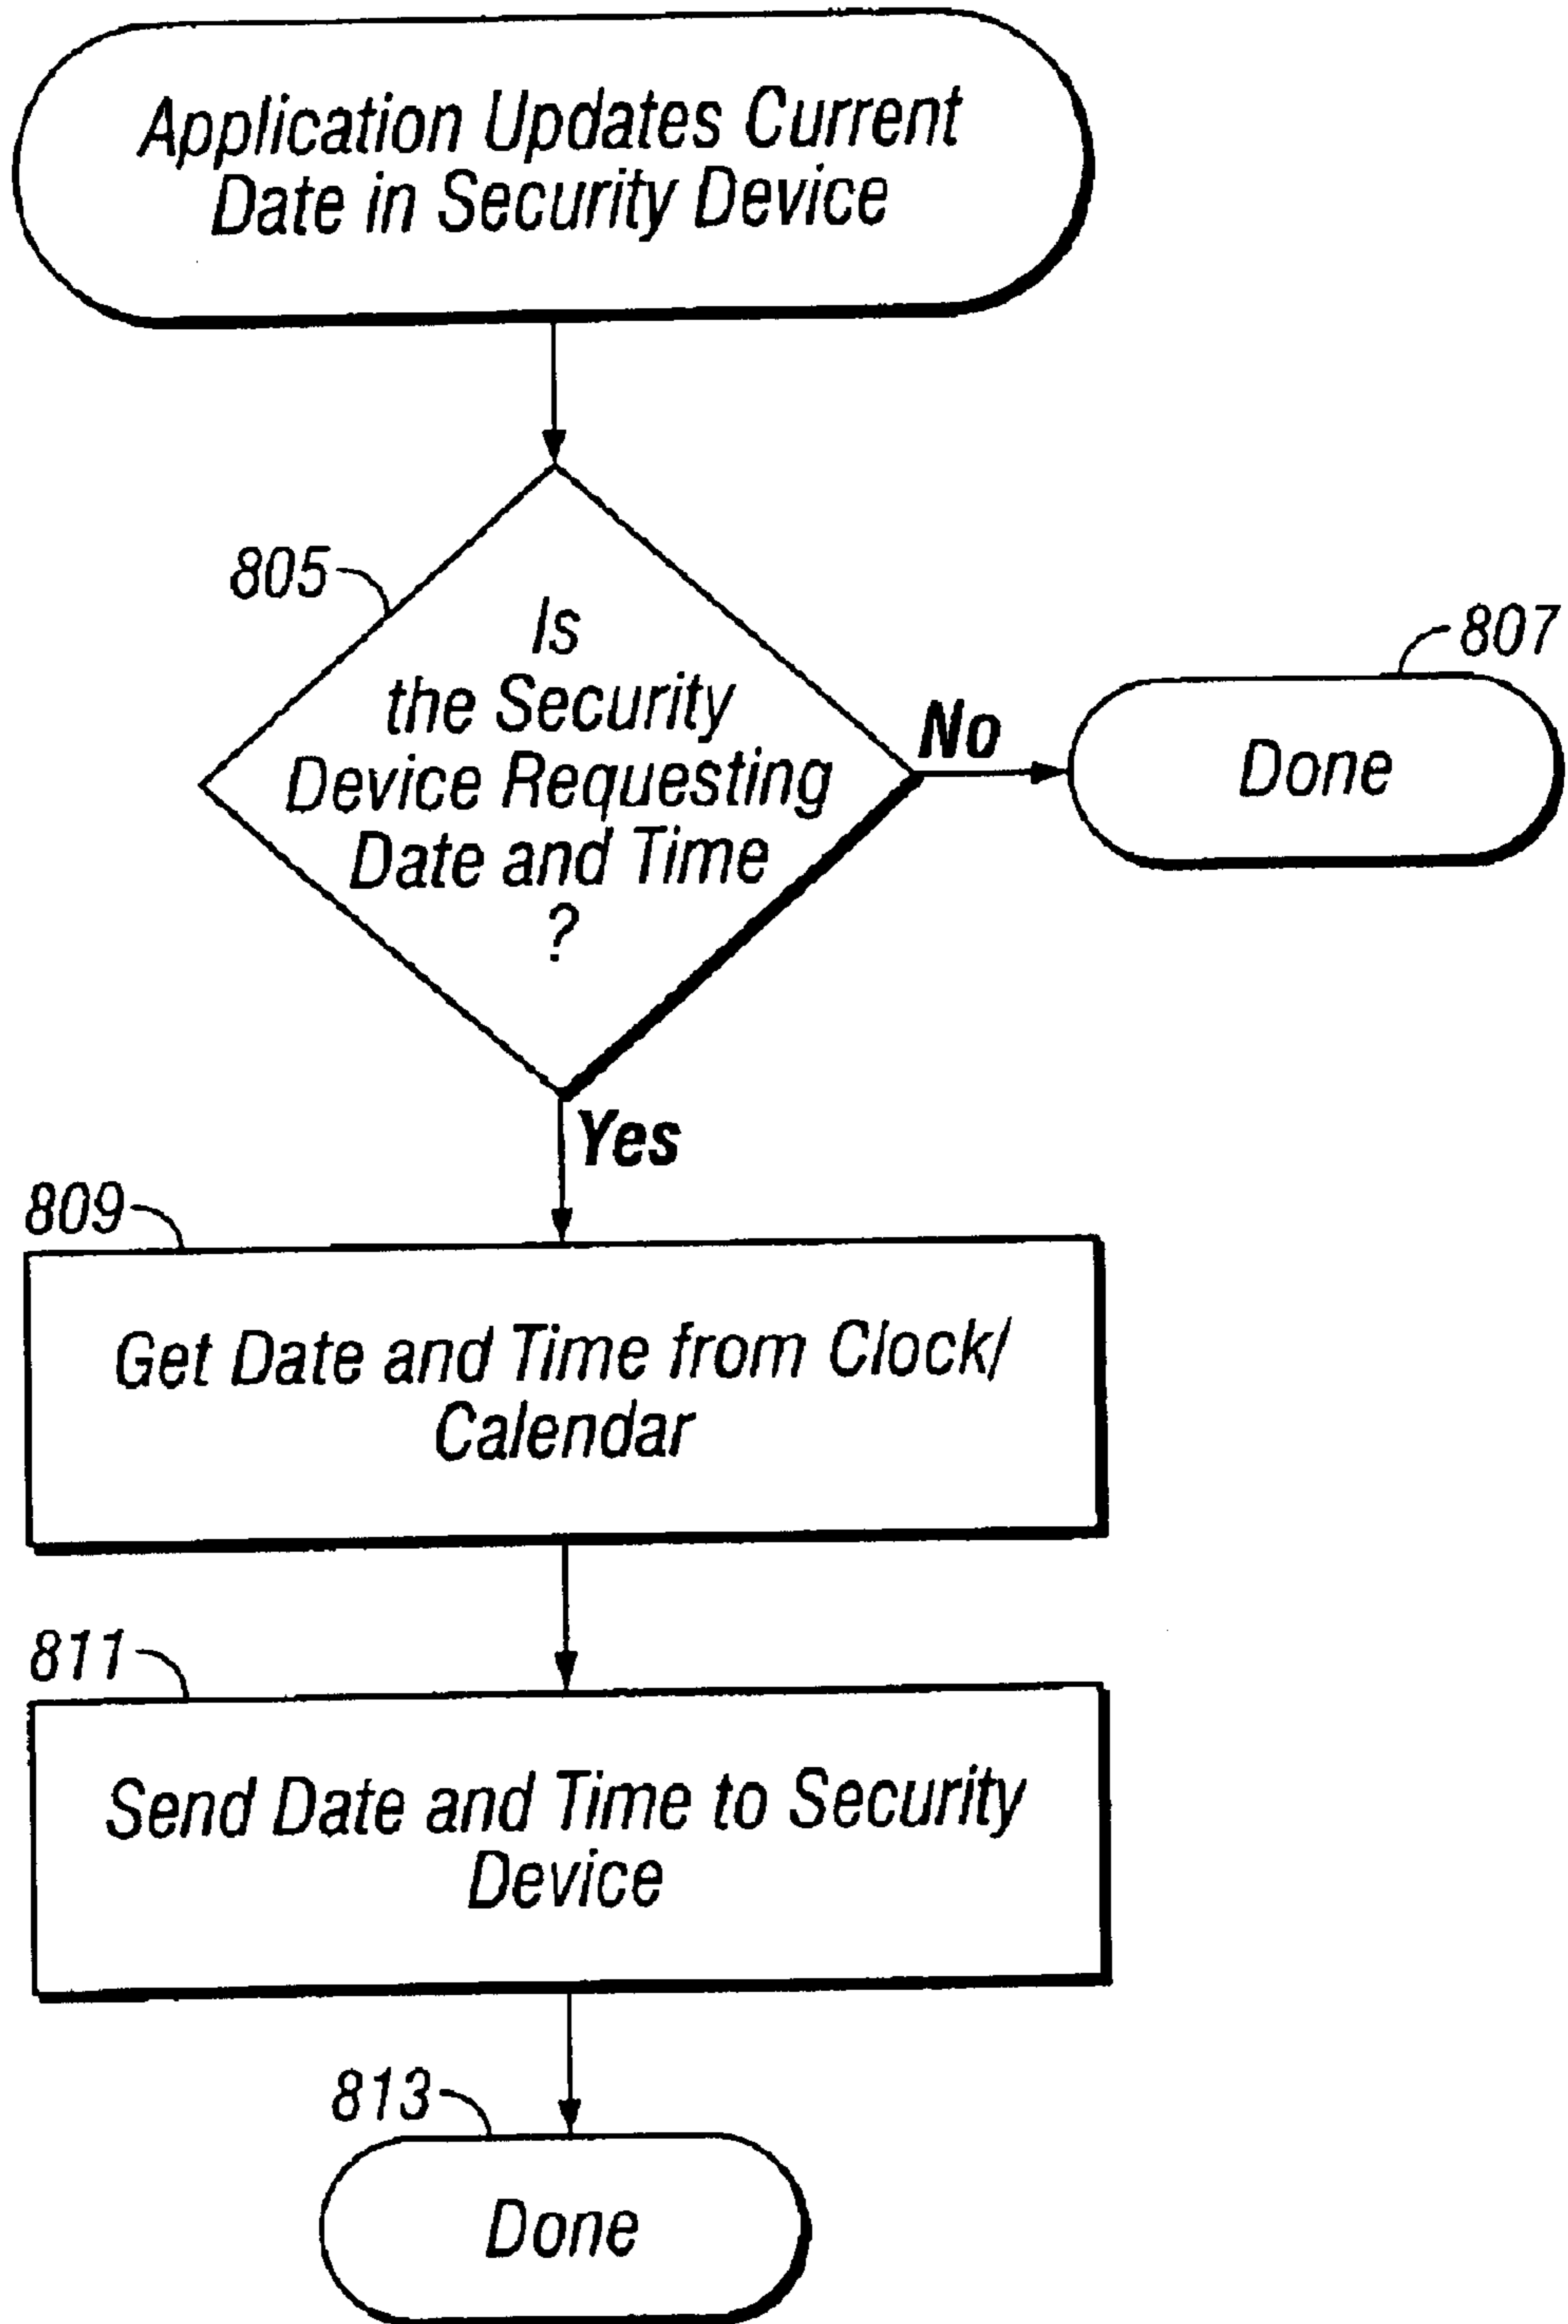 Application Updates Current
Date in Security Device
805
Is
the Security
Device Requesting
Date and Time
?
No
807
Done
Yes
809
Get Date and Time from Clock/
Calendar
811
Send Date and Time to Security
Device
813
Done